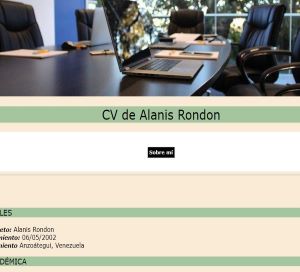 CV de Alanis Rondon
Sobre mí
LES
eto: Alanis Rondon
miento: 06/05/2002
miento Anzoátegui, Venezuela
DÉMICA